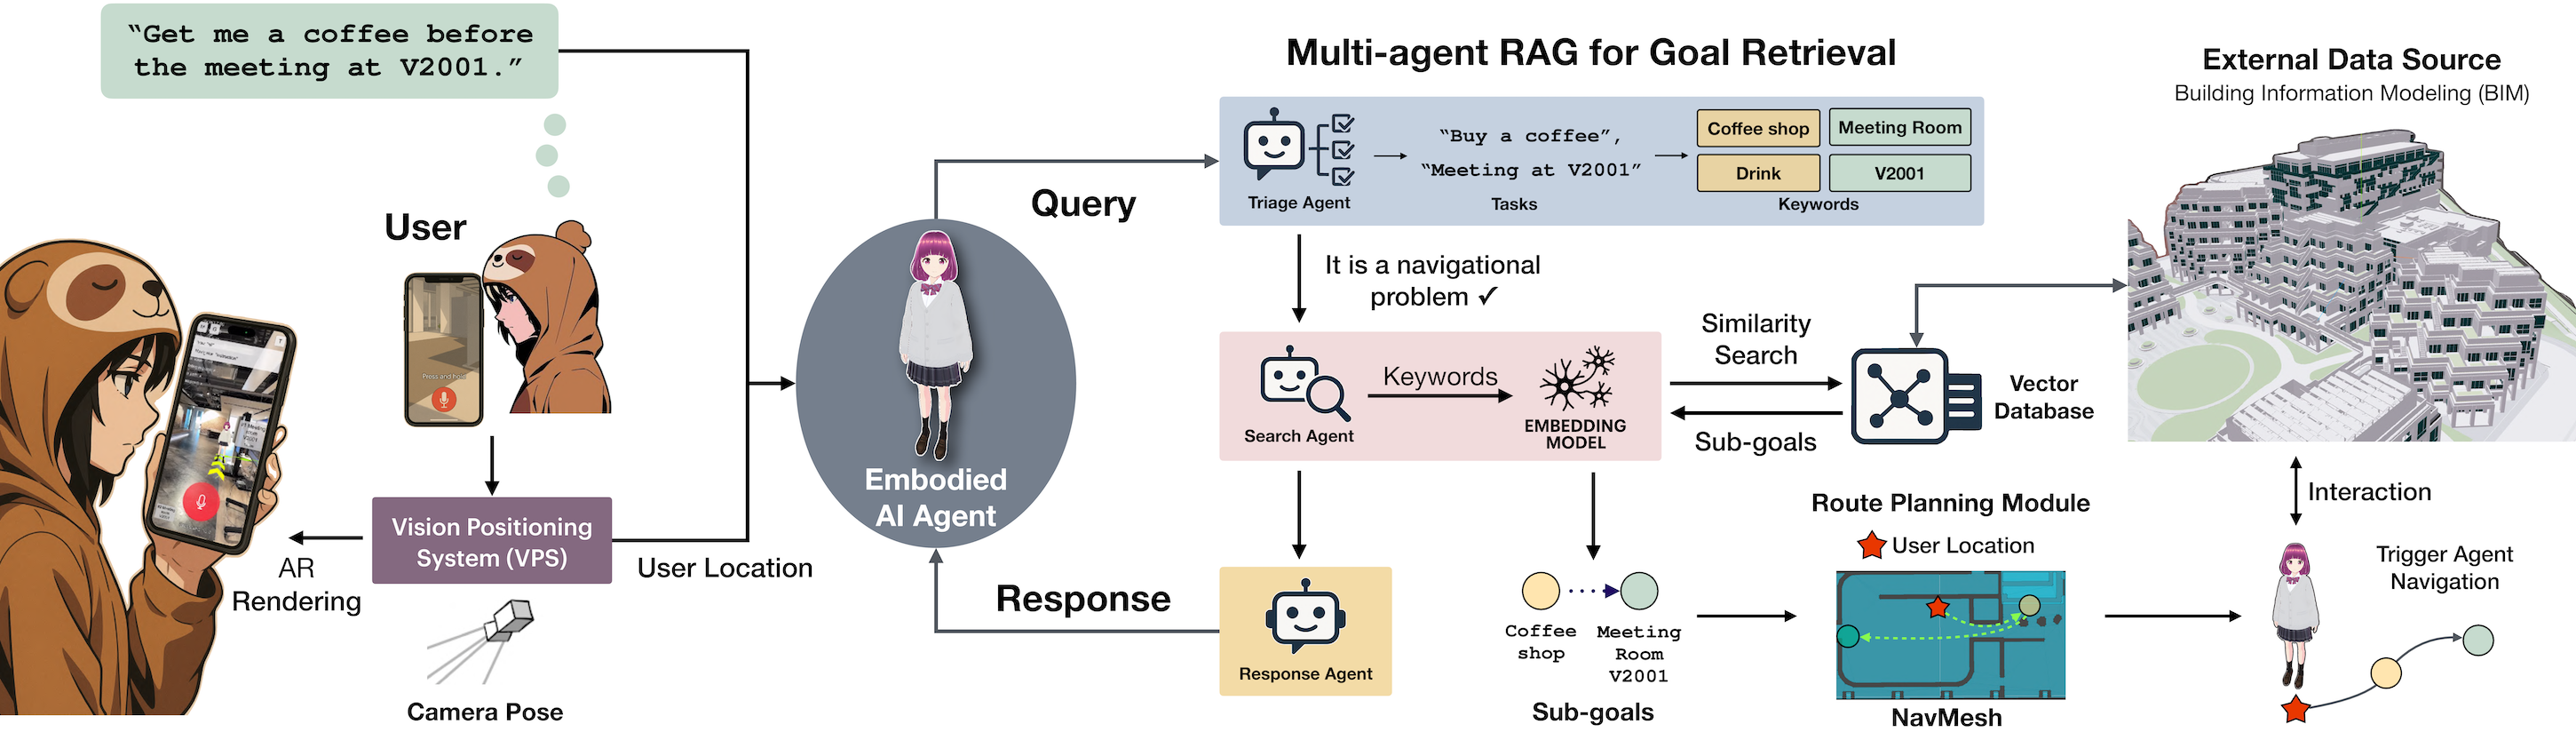 “Get me a coffee before
the meeting at V2001.”
User
Press and hold
Vision Positioning
System (VPS)
AR
Rendering
User Location
Camera Pose
Embodied
AI Agent
Query
Response
Multi-agent RAG for Goal Retrieval
Triage Agent
“Buy a coffee”,
“Meeting at V2001”
Tasks
Coffee shop
Meeting Room
Drink
V2001
Keywords
It is a navigational
problem ✓
Search Agent
Keywords
EMBEDDING
MODEL
Similarity
Search
Sub-goals
Vector
Database
Response Agent
Coffee
shop
Meeting
Room
V2001
Sub-goals
Route Planning Module
User Location
NavMesh
External Data Source
Building Information Modeling (BIM)
Interaction
Trigger Agent
Navigation